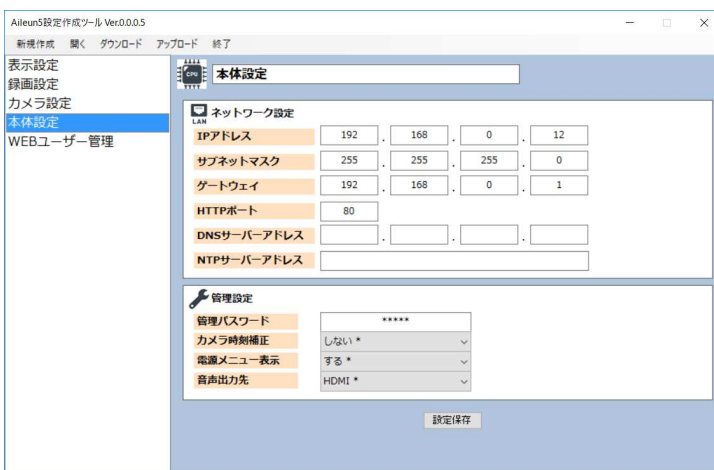 Aileun5設定作成ツール Ver.0.0.0.5
新規作成 開く ダウンロード アップロード 終了
表示設定
録画設定
カメラ設定
本体設定
WEBユーザー管理
CPU 本体設定
LAN ネットワーク設定
IPアドレス 192 . 168 . 0 . 12
サブネットマスク 255 . 255 . 255 . 0
ゲートウェイ 192 . 168 . 0 . 1
HTTPポート 80
DNSサーバーアドレス . . .
NTPサーバーアドレス
管理設定
管理パスワード *****
カメラ時刻補正 しない *
電源メニュー表示 する *
音声出力先 HDMI *
設定保存